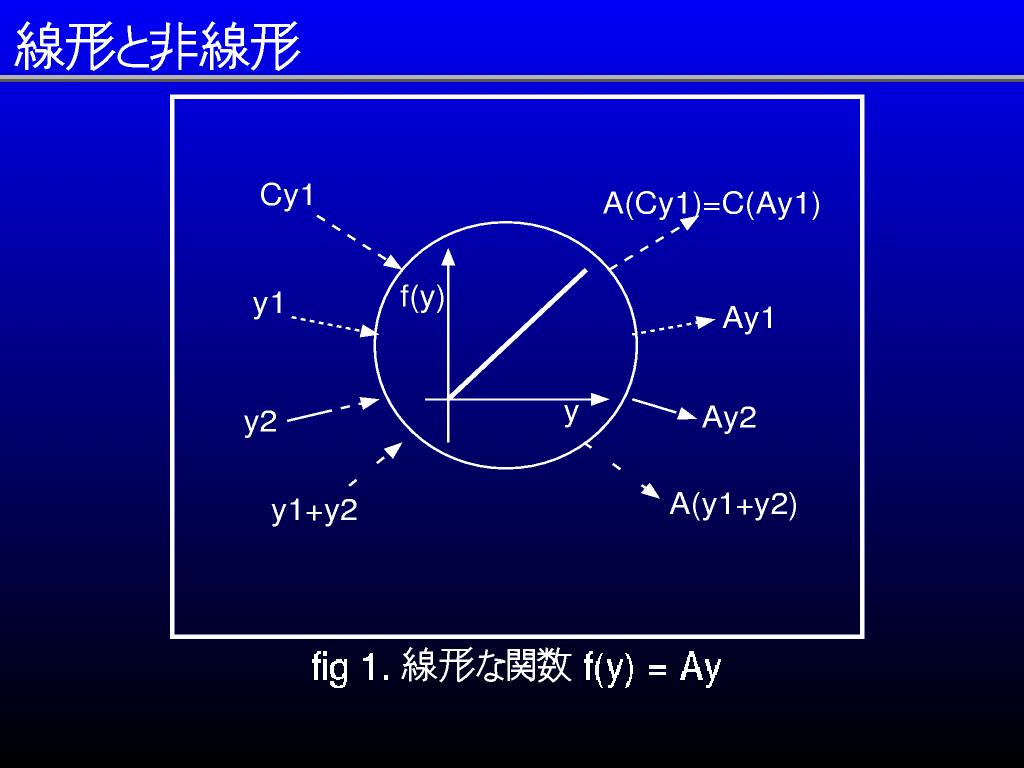 線形と非線形
Cy1
A(Cy1)=C(Ay1)
f(y)
y1
Ay1
y
y2
Ay2
y1+y2
A(y1+y2)
fig 1. 線形な関数 f(y) = Ay